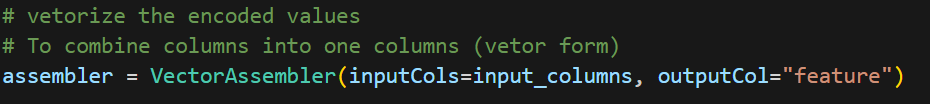 # vetorize the encoded values
# To combine columns into one columns (vetor form)
assembler = VectorAssembler(inputCols=input_columns, outputCol="feature")